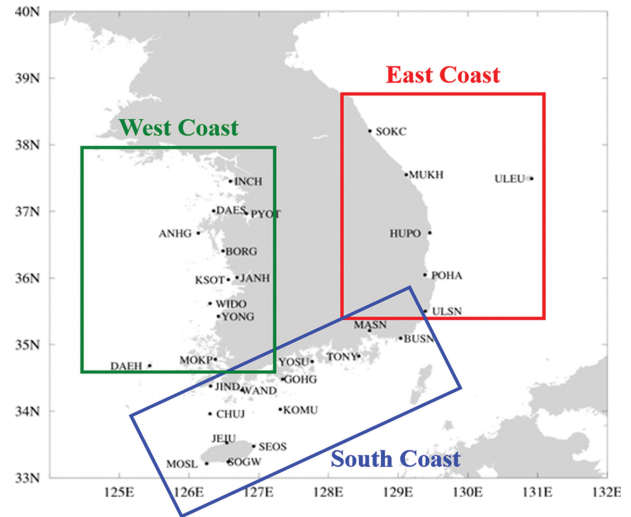 40N
39N
East Coast
SOKC
38N
West Coast
MUKH
ULEU
INCH
37N
DAES
PYOT
ANHG
HUPO
BORG
36N
KSOT
JANH
POHA
WIDO
YONG
ULSN
MASN
BUSN
35N
MOKP
YOSU
TONY
DAEH
GOHG
JIND
WAND
34N
CHUJ
KOMU
JEJU
SEOS
MOSL
SOGW
South Coast
33N
125E 126E 127E 128E 129E 130E 131E 132E